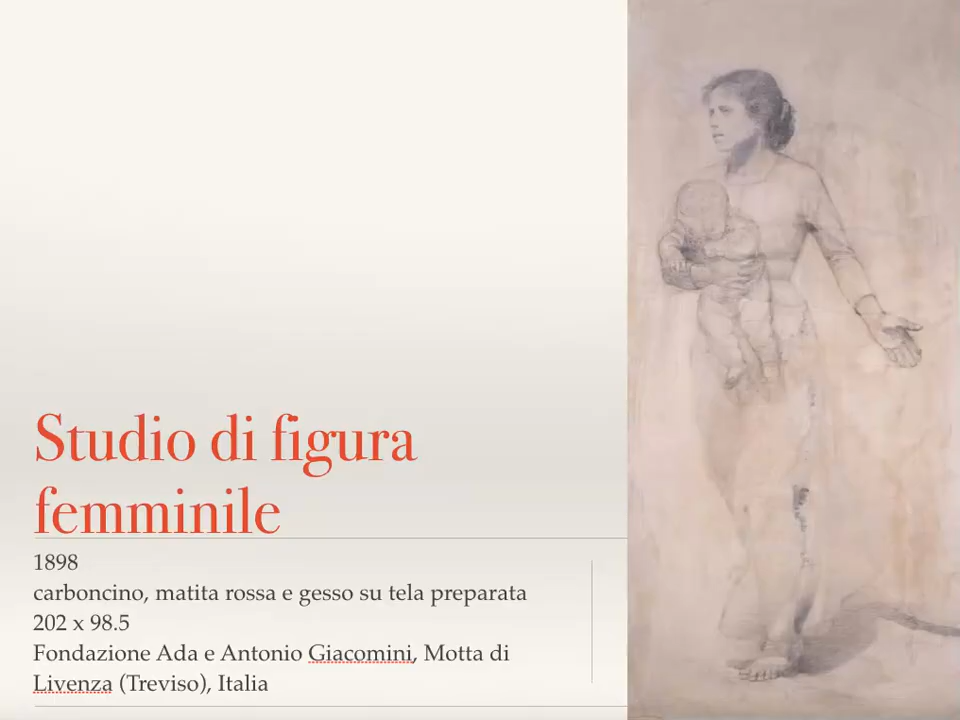 Studio di figura
femminile
1898
carboncino, matita rossa e gesso su tela preparata
202 x 98.5
Fondazione Ada e Antonio Giacomini, Motta di
Livenza (Treviso), Italia